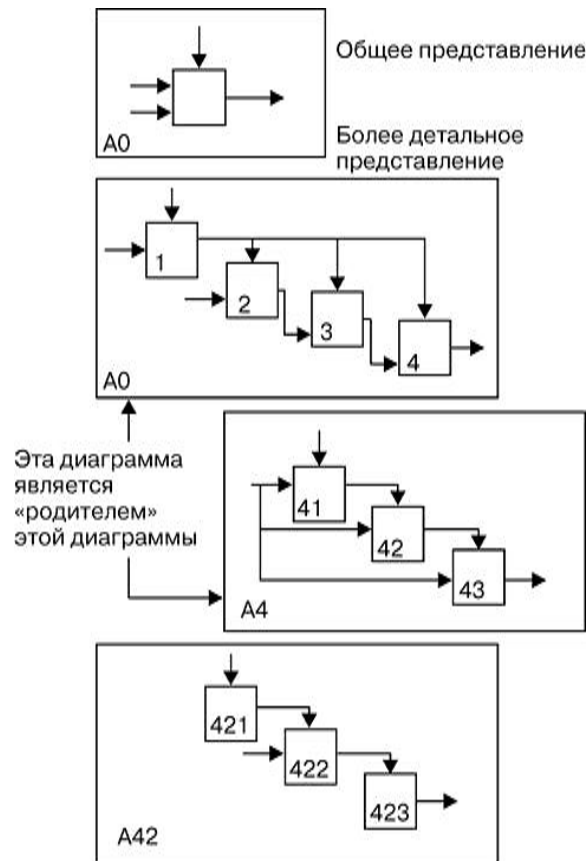 Общее представление
A0
Более детальное
представление
1
2
3
4
A0
Эта диаграмма
является
«родителем»
этой диаграммы
41
42
43
A4
421
422
423
A42